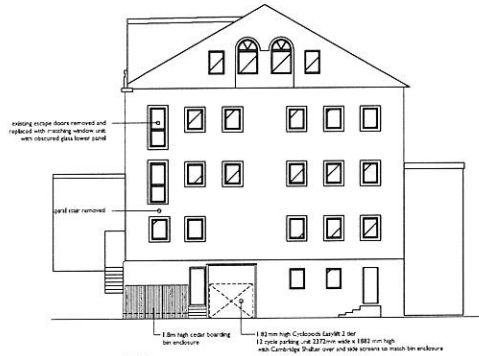 existing escape doors removed and
replaced with matching window unit
with obscured glass lower panel
spiral stair removed
1.8m high cedar boarding
bin enclosure
1.82mm high Cyclopods Easylift 2 tier
12 cycle parking unit 2372mm wide x 1882 mm high
with Cambridge Shelter over and side screens to match bin enclosure